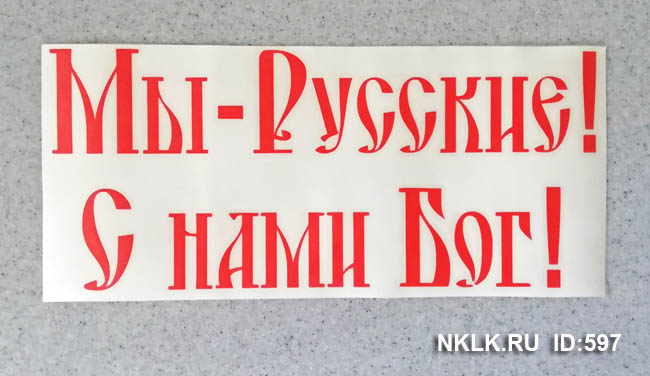 Мы-Русские!
С нами Бог!
NKLK.RU ID:597